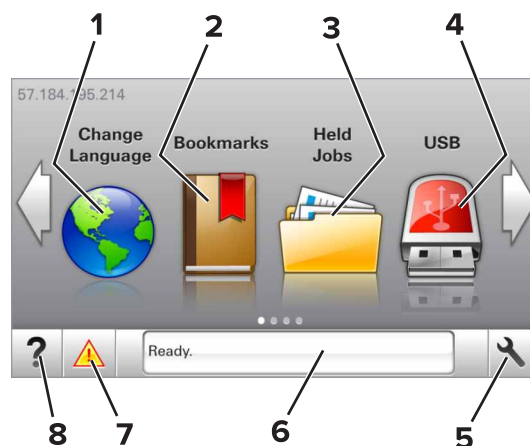 1 2 3 4
57.184.195.214
Change Language
Bookmarks
Held Jobs
USB
? Ready.
8 7 6 5